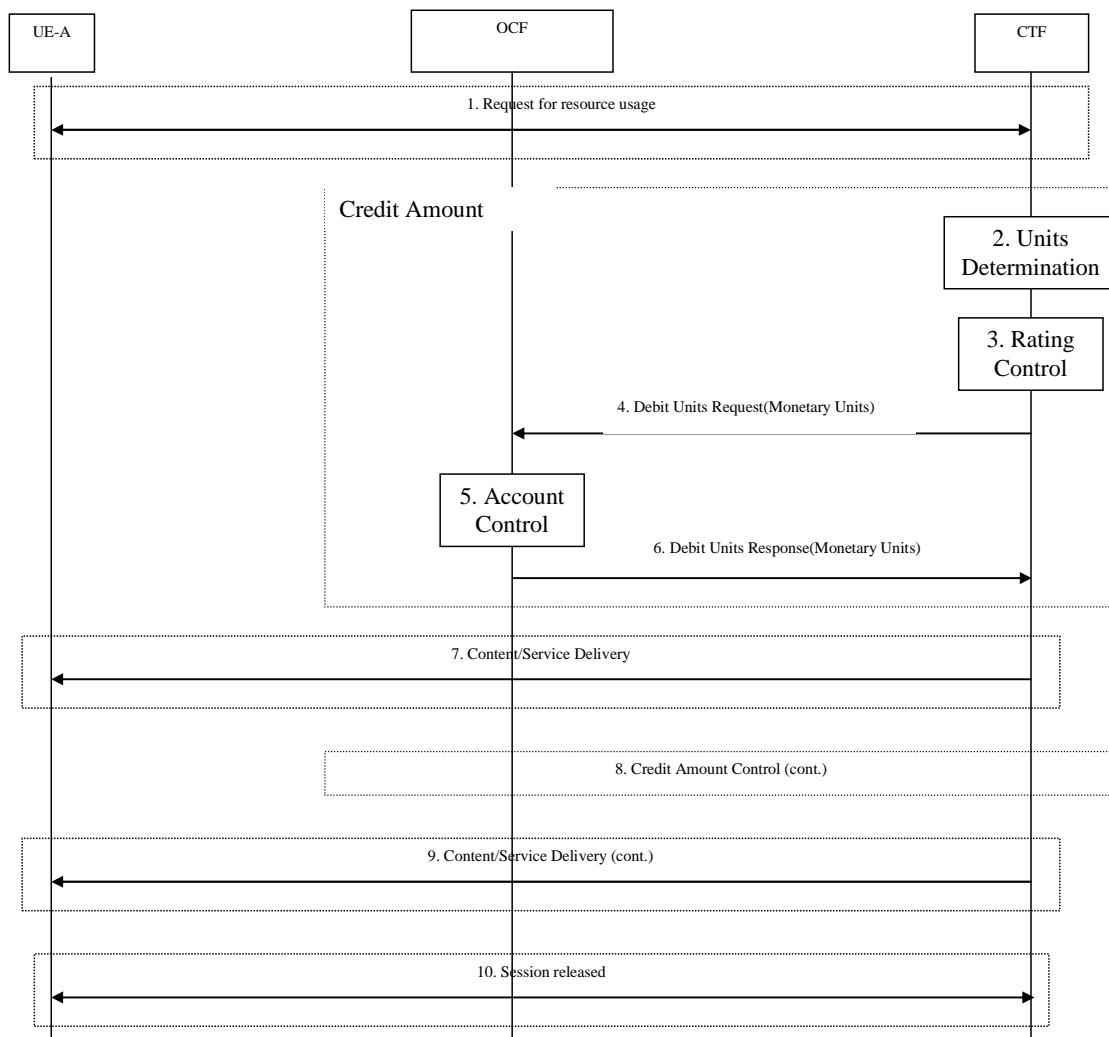 UE-A
OCF
CTF
1. Request for resource usage
Credit Amount
2. Units
Determination
3. Rating
Control
4. Debit Units Request(Monetary Units)
5. Account
Control
6. Debit Units Response(Monetary Units)
7. Content/Service Delivery
8. Credit Amount Control (cont.)
9. Content/Service Delivery (cont.)
10. Session released